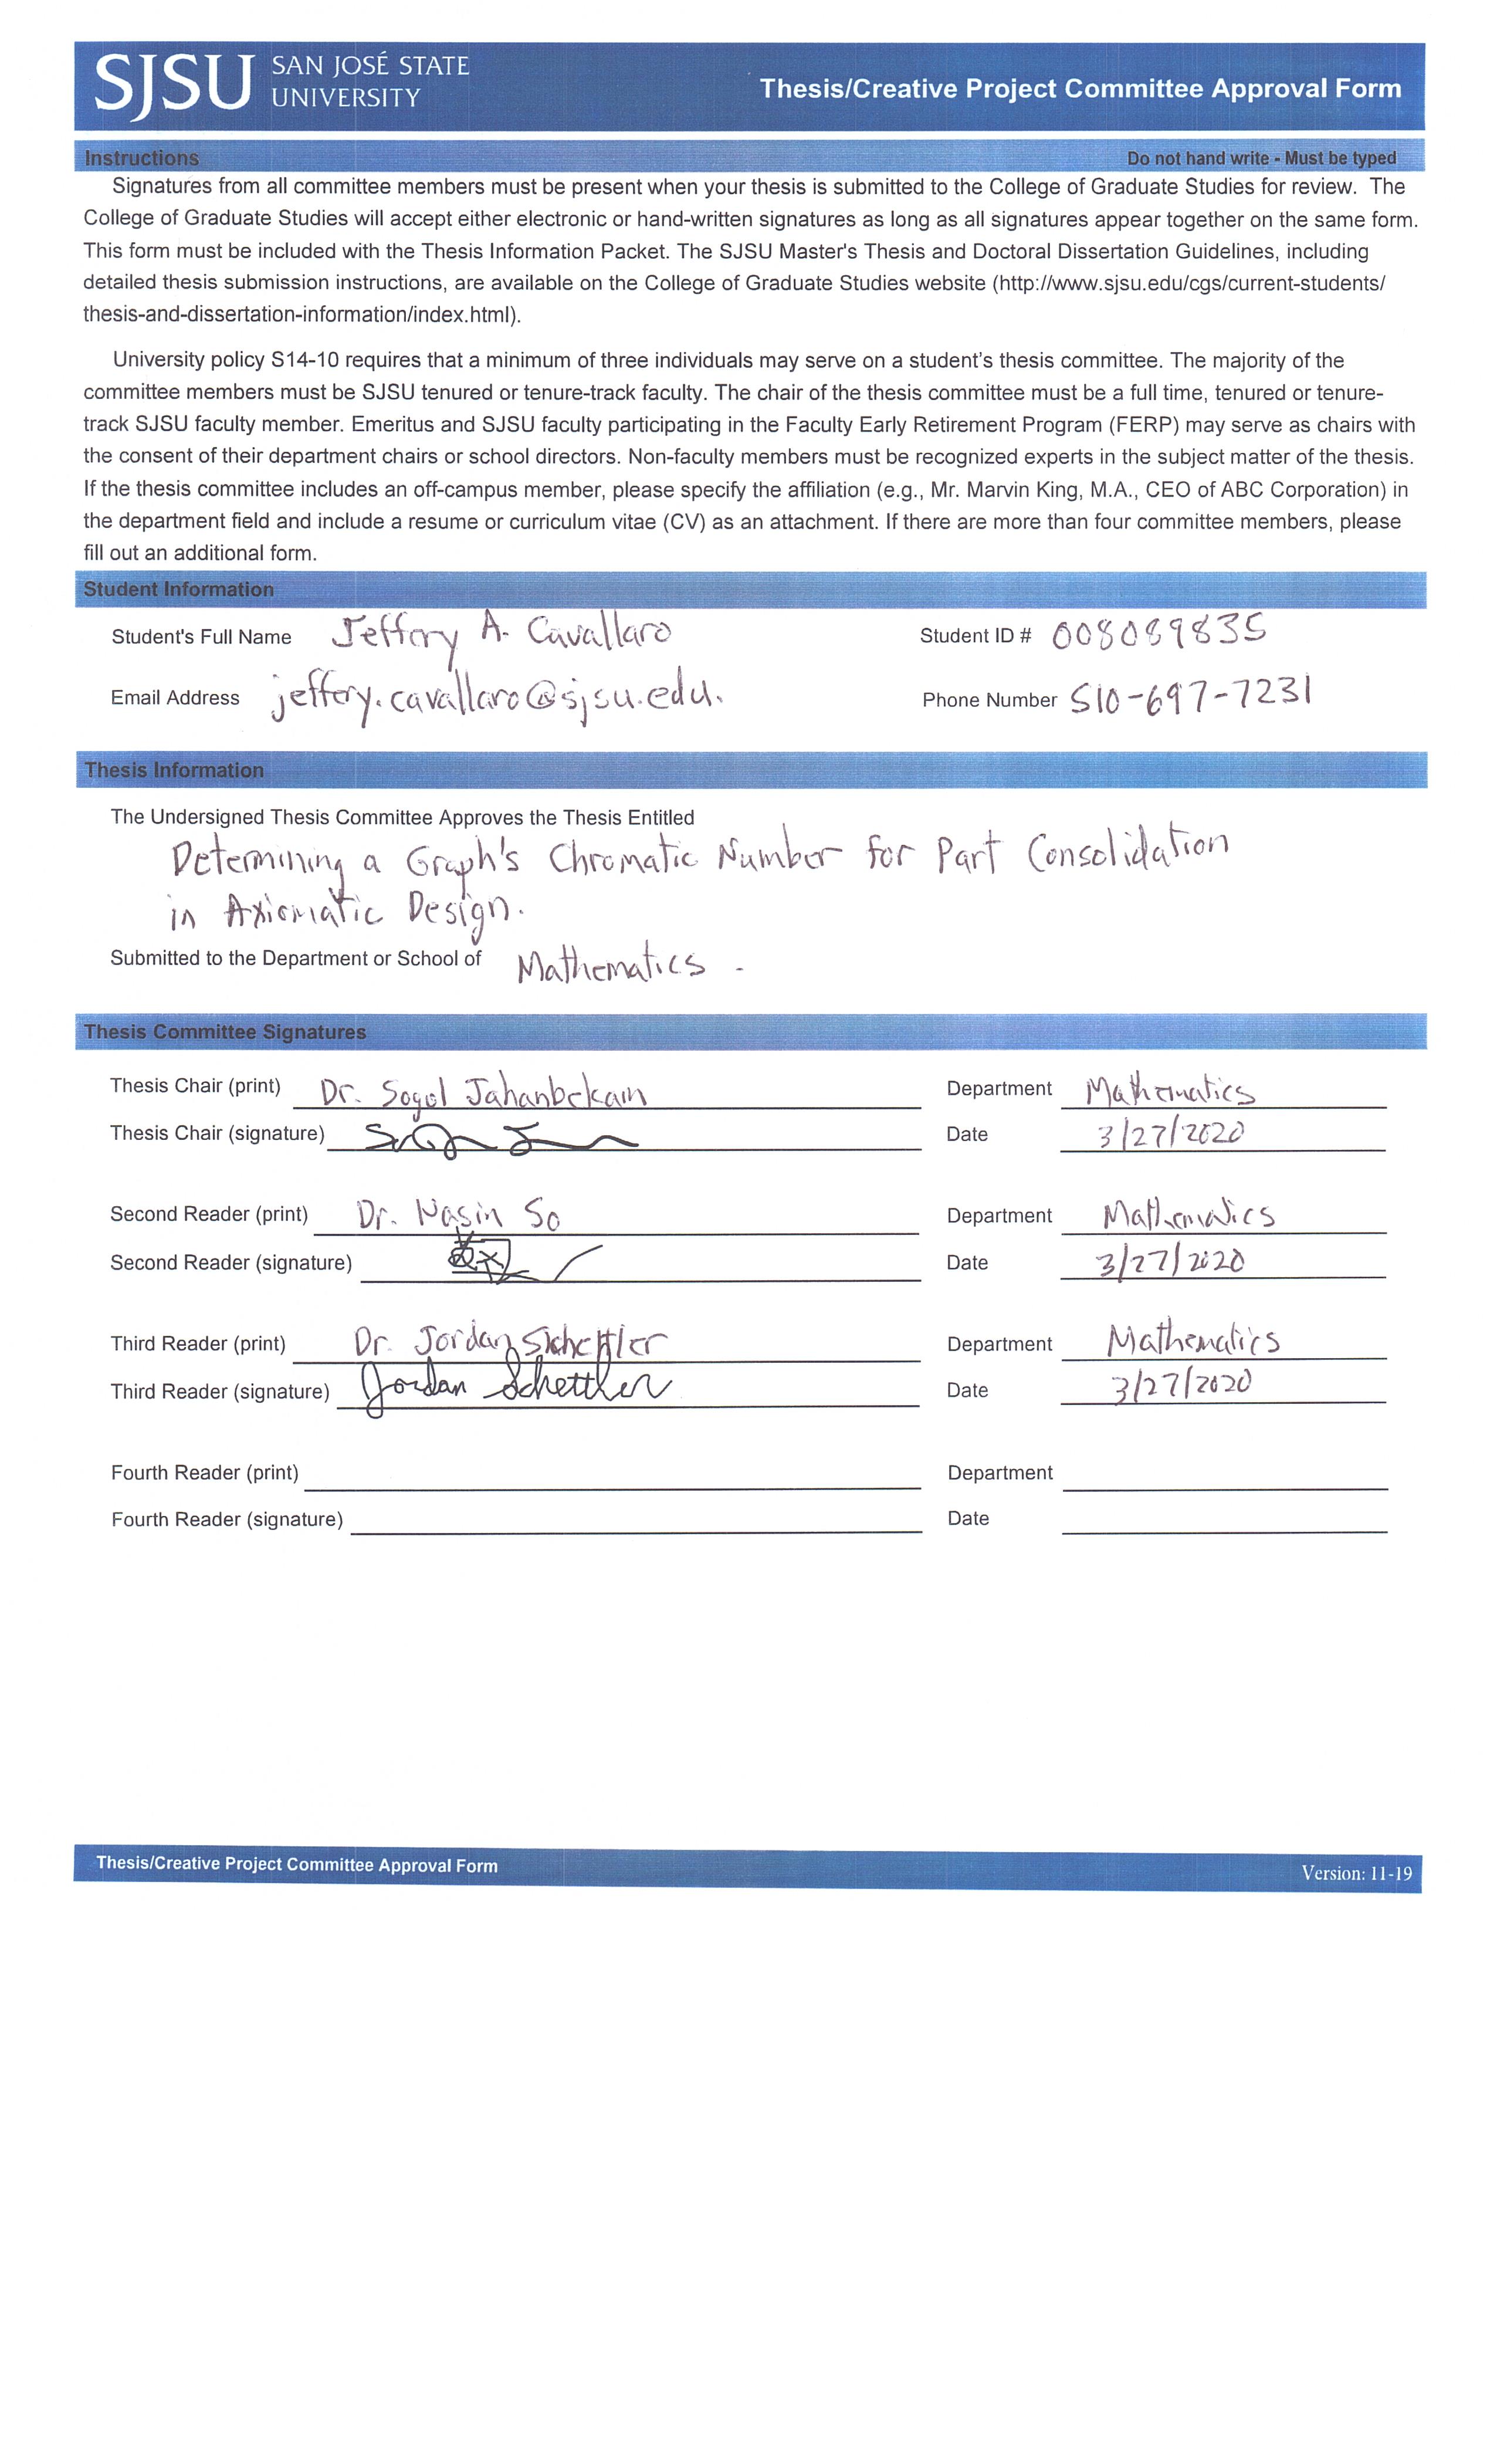 SJSU SAN JOSÉ STATE
UNIVERSITY
Thesis/Creative Project Committee Approval Form
Instructions Do not hand write - Must be typed
Signatures from all committee members must be present when your thesis is submitted to the College of Graduate Studies for review. The
College of Graduate Studies will accept either electronic or hand-written signatures as long as all signatures appear together on the same form.
This form must be included with the Thesis Information Packet. The SJSU Master's Thesis and Doctoral Dissertation Guidelines, including
detailed thesis submission instructions, are available on the College of Graduate Studies website (http://www.sjsu.edu/cgs/current-students/
thesis-and-dissertation-information/index.html).
University policy S14-10 requires that a minimum of three individuals may serve on a student's thesis committee. The majority of the
committee members must be SJSU tenured or tenure-track faculty. The chair of the thesis committee must be a full time, tenured or tenure-
track SJSU faculty member. Emeritus and SJSU faculty participating in the Faculty Early Retirement Program (FERP) may serve as chairs with
the consent of their department chairs or school directors. Non-faculty members must be recognized experts in the subject matter of the thesis.
If the thesis committee includes an off-campus member, please specify the affiliation (e.g., Mr. Marvin King, M.A., CEO of ABC Corporation) in
the department field and include a resume or curriculum vitae (CV) as an attachment. If there are more than four committee members, please
fill out an additional form.
Student Information
Student's Full Name Jeffery A. Cavallaro Student ID # 008089835
Email Address jeffery.cavallaro@sjsu.edu. Phone Number 510-697-7231
Thesis Information
The Undersigned Thesis Committee Approves the Thesis Entitled
Determining a Graph's Chromatic Number for Part Consolidation
in Axiomatic Design.
Submitted to the Department or School of Mathematics -
Thesis Committee Signatures
Thesis Chair (print) Dr. Sogol Jahanbekam Department Mathematics
Thesis Chair (signature) Date 3/27/2020
Second Reader (print) Dr. Wasin So Department Mathematics
Second Reader (signature) Date 3/27/2020
Third Reader (print) Dr. Jordan Schettler Department Mathematics
Third Reader (signature) Jordan Schettler Date 3/27/2020
Fourth Reader (print) Department
Fourth Reader (signature) Date
Thesis/Creative Project Committee Approval Form Version: 11-19